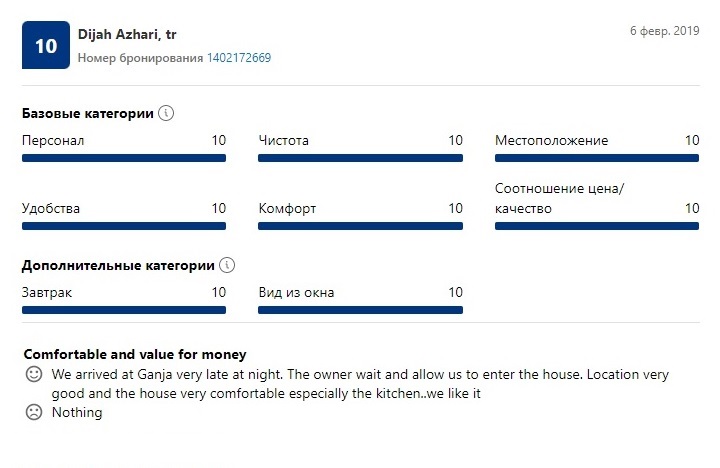 10
Dijah Azhari, tr
6 февр. 2019
Номер бронирования 1402172669
Базовые категории
Персонал 10
Чистота 10
Местоположение 10
Удобства 10
Комфорт 10
Соотношение цена/
качество 10
Дополнительные категории
Завтрак 10
Вид из окна 10
Comfortable and value for money
We arrived at Ganja very late at night. The owner wait and allow us to enter the house. Location very
good and the house very comfortable especially the kitchen..we like it
Nothing